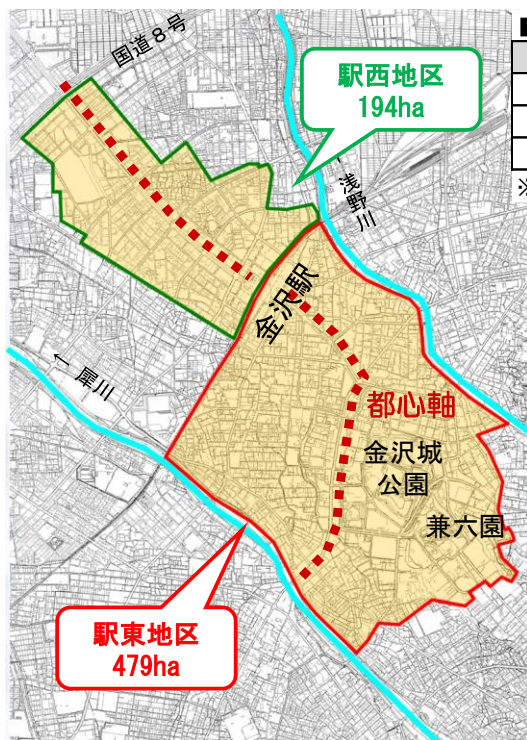 国道8号
駅西地区
194ha
※
←浅野川
金沢駅
←犀川
都心軸
金沢城
公園
兼六園
駅東地区
479ha